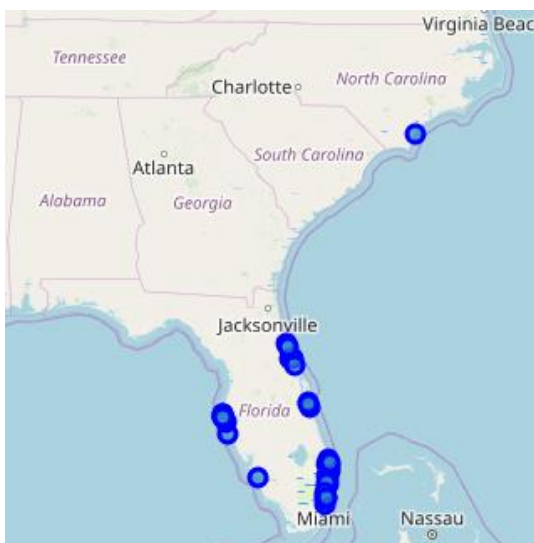 Virginia Beac
Tennessee
North Carolina
Charlotte
Atlanta
South Carolina
Alabama
Georgia
Jacksonville
Florida
Miami
Nassau